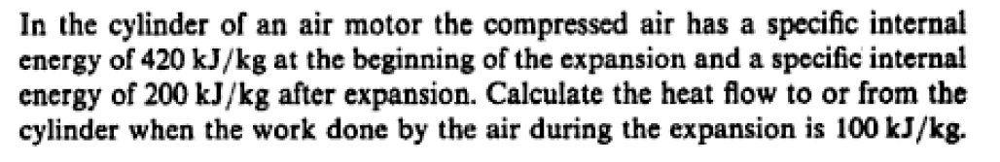 In the cylinder of an air motor the compressed air has a specific internal
energy of 420 kJ/kg at the beginning of the expansion and a specific internal
energy of 200 kJ/kg after expansion. Calculate the heat flow to or from the
cylinder when the work done by the air during the expansion is 100 kJ/kg.